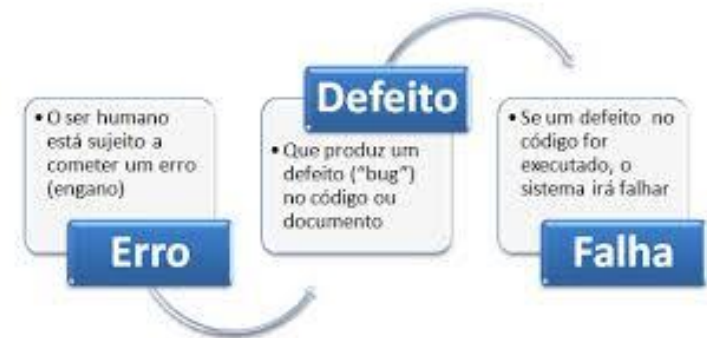 • O ser humano
está sujeito a
cometer um erro
(engano)
Erro
Defeito
• Que produz um
defeito (“bug”)
no código ou
documento
• Se um defeito no
código for
executado, o
sistema irá falhar
Falha